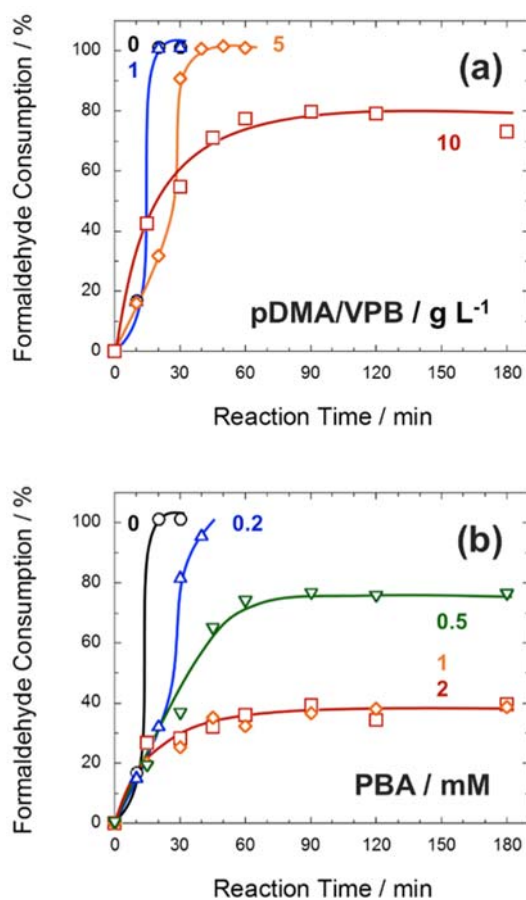 Formaldehyde Consumption / %
100
80
60
40
20
0
0
1
5
10
(a)
pDMA/VPB / g L⁻¹
0 30 60 90 120 150 180
Reaction Time / min
Formaldehyde Consumption / %
100
80
60
40
20
0
0
0.2
0.5
1
2
(b)
PBA / mM
0 30 60 90 120 150 180
Reaction Time / min